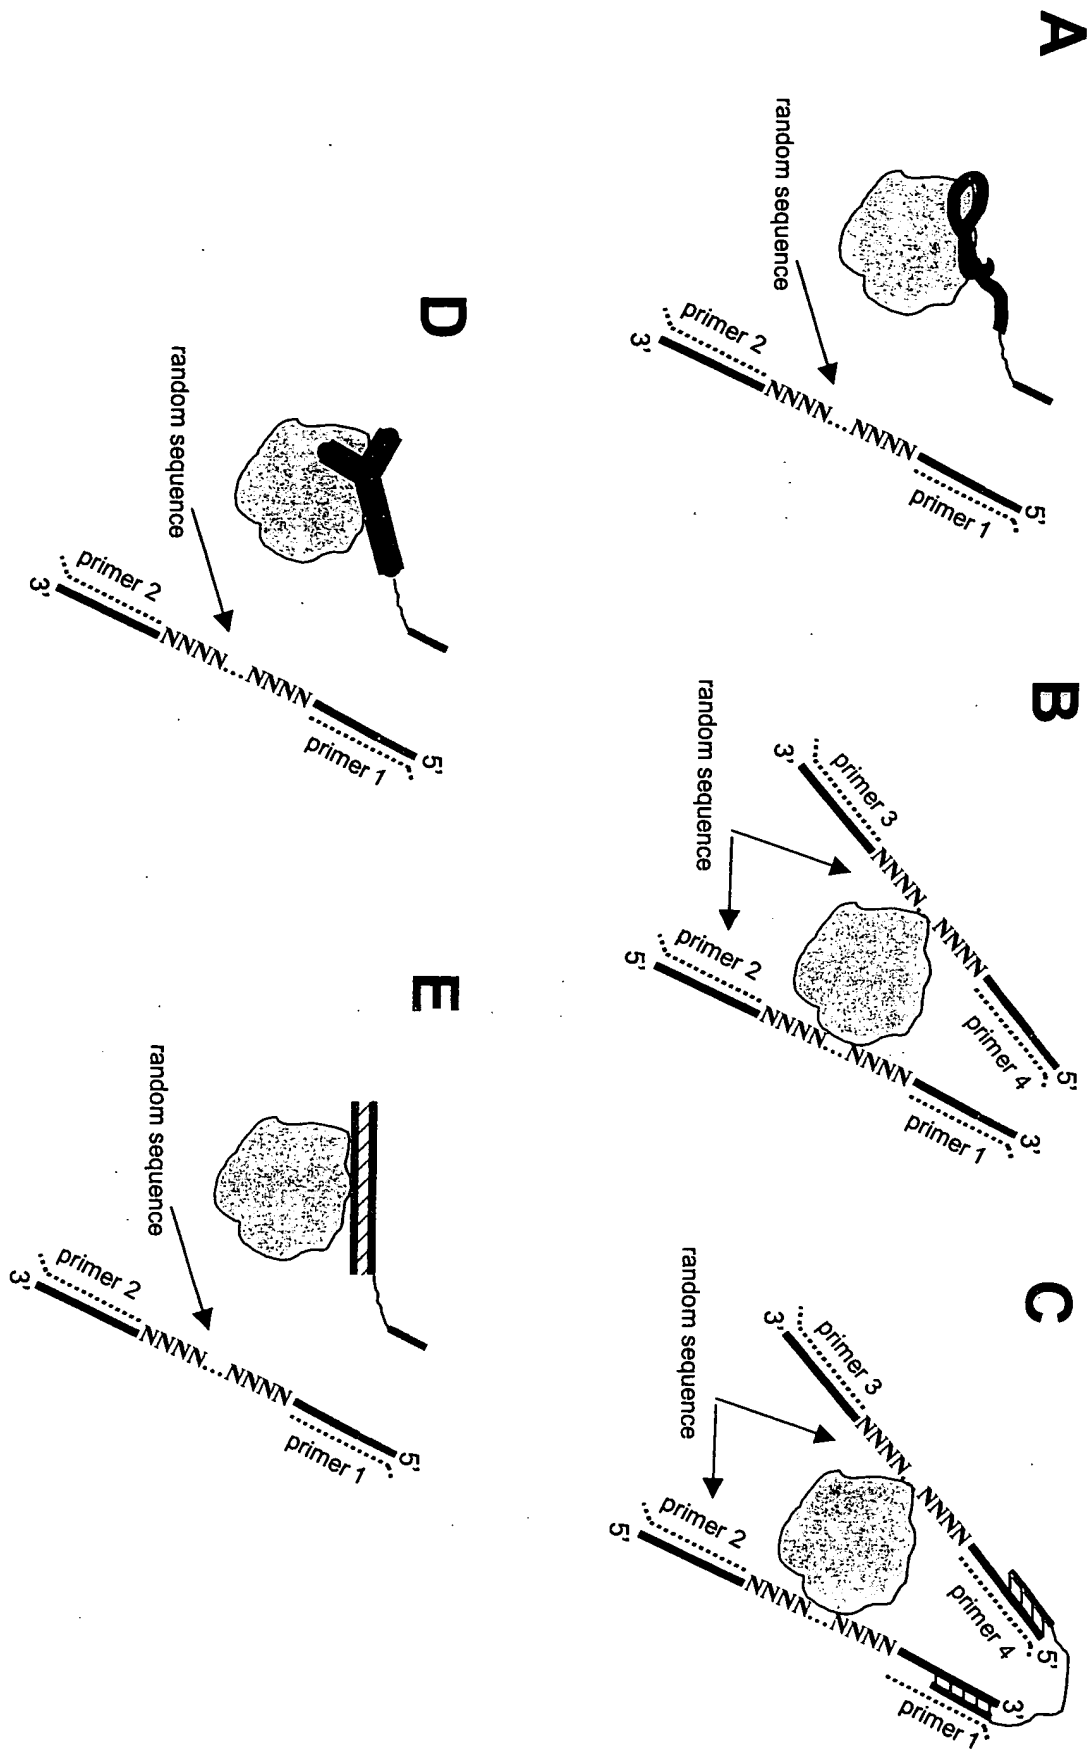 A
random sequence
primer 2
3'
NNNN...NNNN
5'
primer 1
B
random sequence
3'
primer 3
NNNN
NNNN
5'
primer 4
primer 2
5'
NNNN...NNNN
3'
primer 1
C
random sequence
3'
primer 3
NNNN
NNNN
5'
primer 4
primer 2
5'
NNNN...NNNN
3'
primer 1
D
random sequence
primer 2
3'
NNNN...NNNN
5'
primer 1
E
random sequence
primer 2
3'
NNNN...NNNN
5'
primer 1